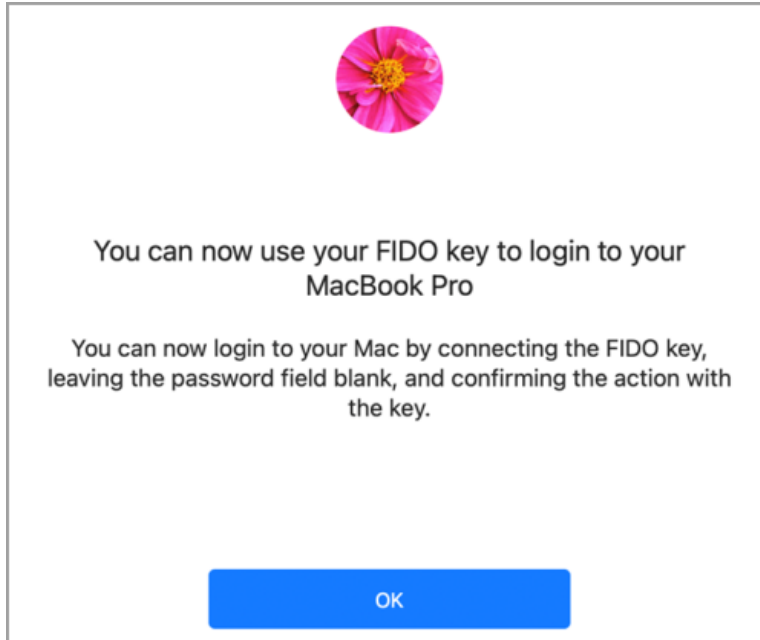 You can now use your FIDO key to login to your
MacBook Pro
You can now login to your Mac by connecting the FIDO key,
leaving the password field blank, and confirming the action with
the key.
OK